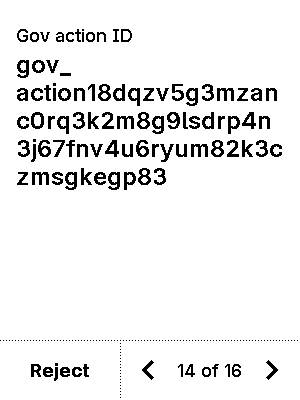 Gov action ID
gov_
action18dqzv5g3mzan
c0rq3k2m8g9lsdrp4n
3j67fnv4u6ryum82k3c
zmsgkegp83
Reject
14 of 16